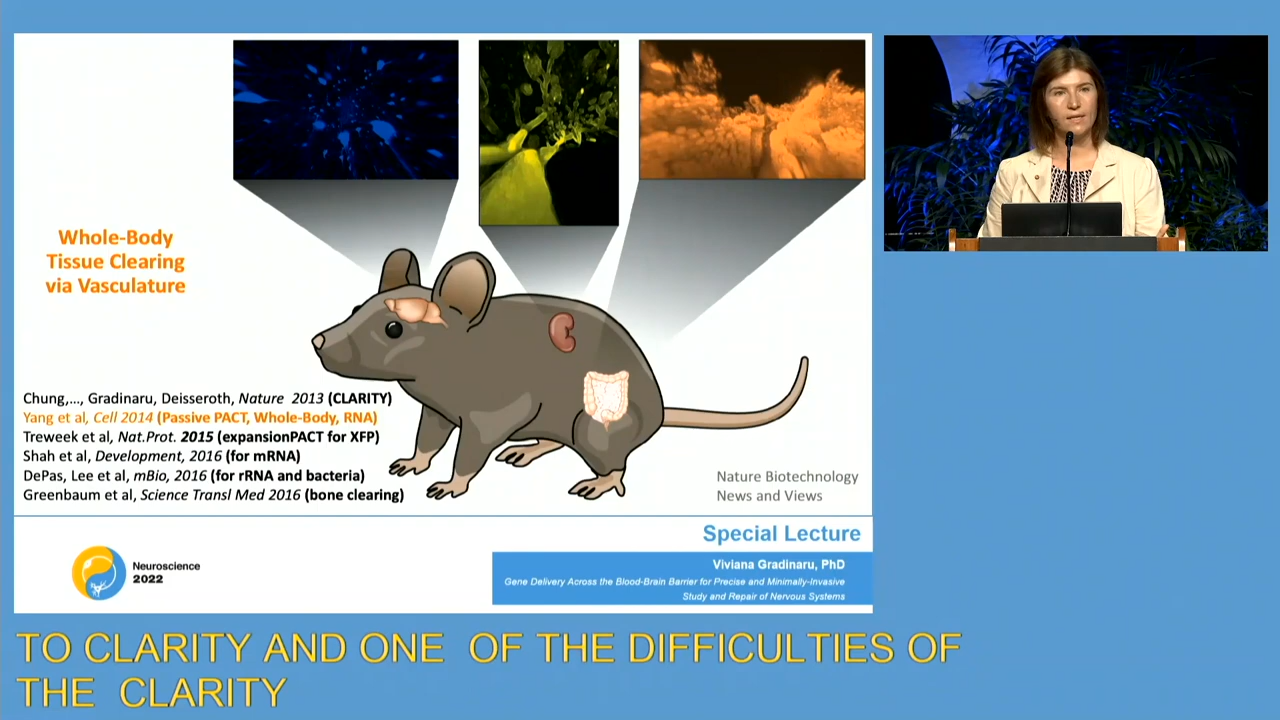 Whole-Body
Tissue Clearing
via Vasculature
Chung,..., Gradinaru, Deisseroth, Nature 2013 (CLARITY)
Yang et al, Cell 2014 (Passive PACT, Whole-Body, RNA)
Treweek et al, Nat.Prot. 2015 (expansionPACT for XFP)
Shah et al, Development, 2016 (for mRNA)
DePas, Lee et al, mBio, 2016 (for rRNA and bacteria)
Greenbaum et al, Science Transl Med 2016 (bone clearing)
Nature Biotechnology
News and Views
Special Lecture
Neuroscience
2022
Viviana Gradinaru, PhD
Gene Delivery Across the Blood-Brain Barrier for Precise and Minimally-Invasive
Study and Repair of Nervous Systems
TO CLARITY AND ONE OF THE DIFFICULTIES OF
THE CLARITY